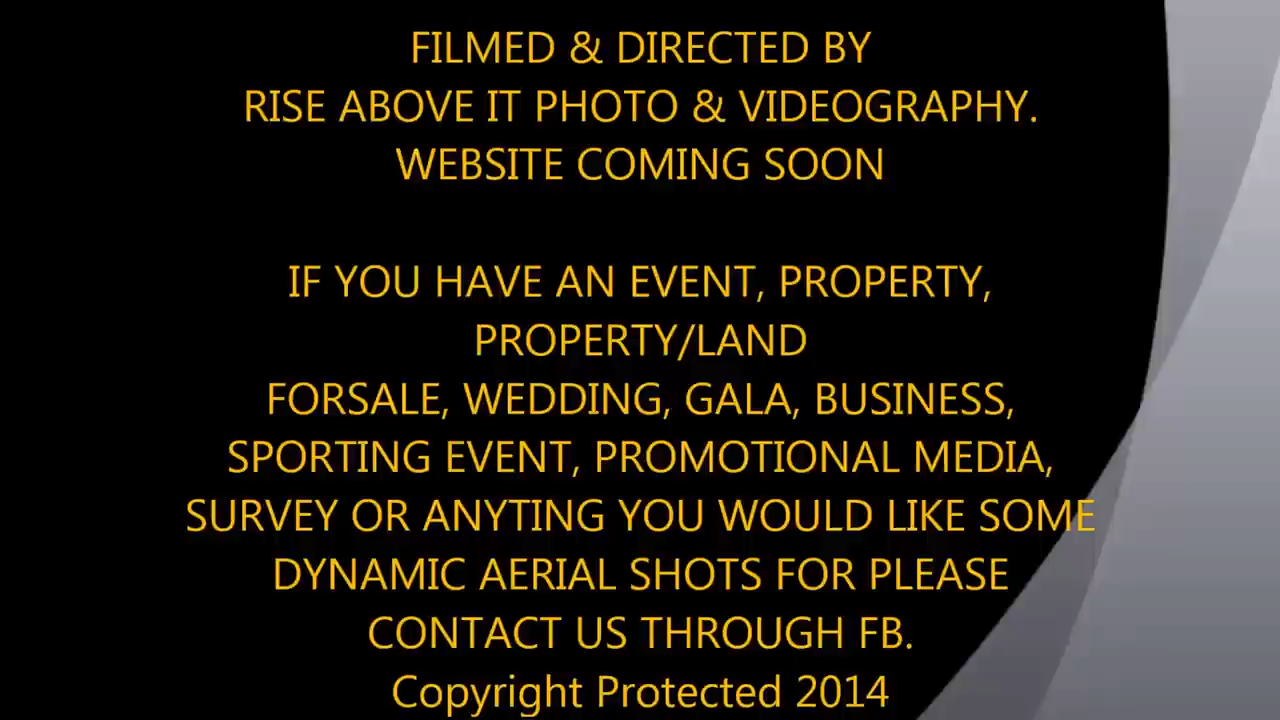 FILMED & DIRECTED BY
RISE ABOVE IT PHOTO & VIDEOGRAPHY.
WEBSITE COMING SOON
IF YOU HAVE AN EVENT, PROPERTY,
PROPERTY/LAND
FORSALE, WEDDING, GALA, BUSINESS,
SPORTING EVENT, PROMOTIONAL MEDIA,
SURVEY OR ANYTING YOU WOULD LIKE SOME
DYNAMIC AERIAL SHOTS FOR PLEASE
CONTACT US THROUGH FB.
Copyright Protected 2014